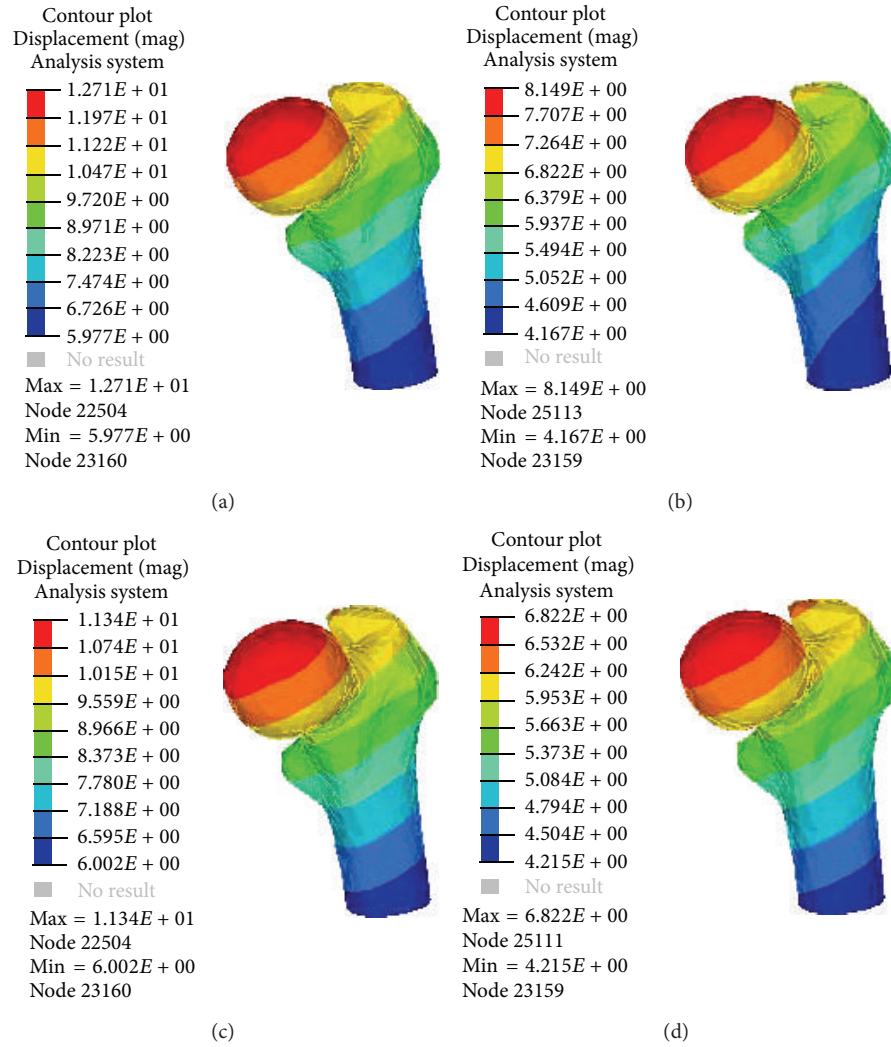 Contour plot
Displacement (mag)
Analysis system
1.271E + 01
1.197E + 01
1.122E + 01
1.047E + 01
9.720E + 00
8.971E + 00
8.223E + 00
7.474E + 00
6.726E + 00
5.977E + 00
No result
Max = 1.271E + 01
Node 22504
Min = 5.977E + 00
Node 23160
(a)
Contour plot
Displacement (mag)
Analysis system
8.149E + 00
7.707E + 00
7.264E + 00
6.822E + 00
6.379E + 00
5.937E + 00
5.494E + 00
5.052E + 00
4.609E + 00
4.167E + 00
No result
Max = 8.149E + 00
Node 25113
Min = 4.167E + 00
Node 23159
(b)
Contour plot
Displacement (mag)
Analysis system
1.134E + 01
1.074E + 01
1.015E + 01
9.559E + 00
8.966E + 00
8.373E + 00
7.780E + 00
7.188E + 00
6.595E + 00
6.002E + 00
No result
Max = 1.134E + 01
Node 22504
Min = 6.002E + 00
Node 23160
(c)
Contour plot
Displacement (mag)
Analysis system
6.822E + 00
6.532E + 00
6.242E + 00
5.953E + 00
5.663E + 00
5.373E + 00
5.084E + 00
4.794E + 00
4.504E + 00
4.215E + 00
No result
Max = 6.822E + 00
Node 25111
Min = 4.215E + 00
Node 23159
(d)